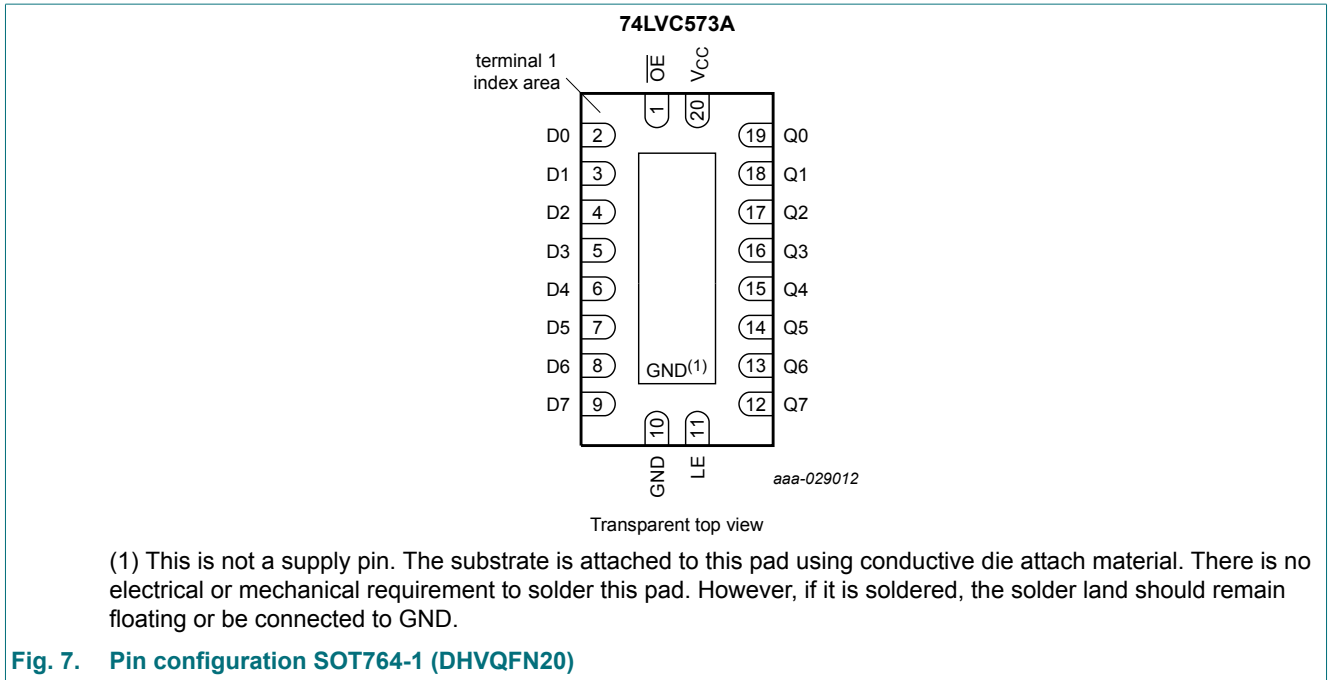 74LVC573A
terminal 1
index area
OE VCC
1 20
D0 2 19 Q0
D1 3 18 Q1
D2 4 17 Q2
D3 5 16 Q3
D4 6 15 Q4
D5 7 14 Q5
D6 8 GND(1) 13 Q6
D7 9 12 Q7
10 11
GND LE
aaa-029012
Transparent top view
(1) This is not a supply pin. The substrate is attached to this pad using conductive die attach material. There is no
electrical or mechanical requirement to solder this pad. However, if it is soldered, the solder land should remain
floating or be connected to GND.
Fig. 7. Pin configuration SOT764-1 (DHVQFN20)